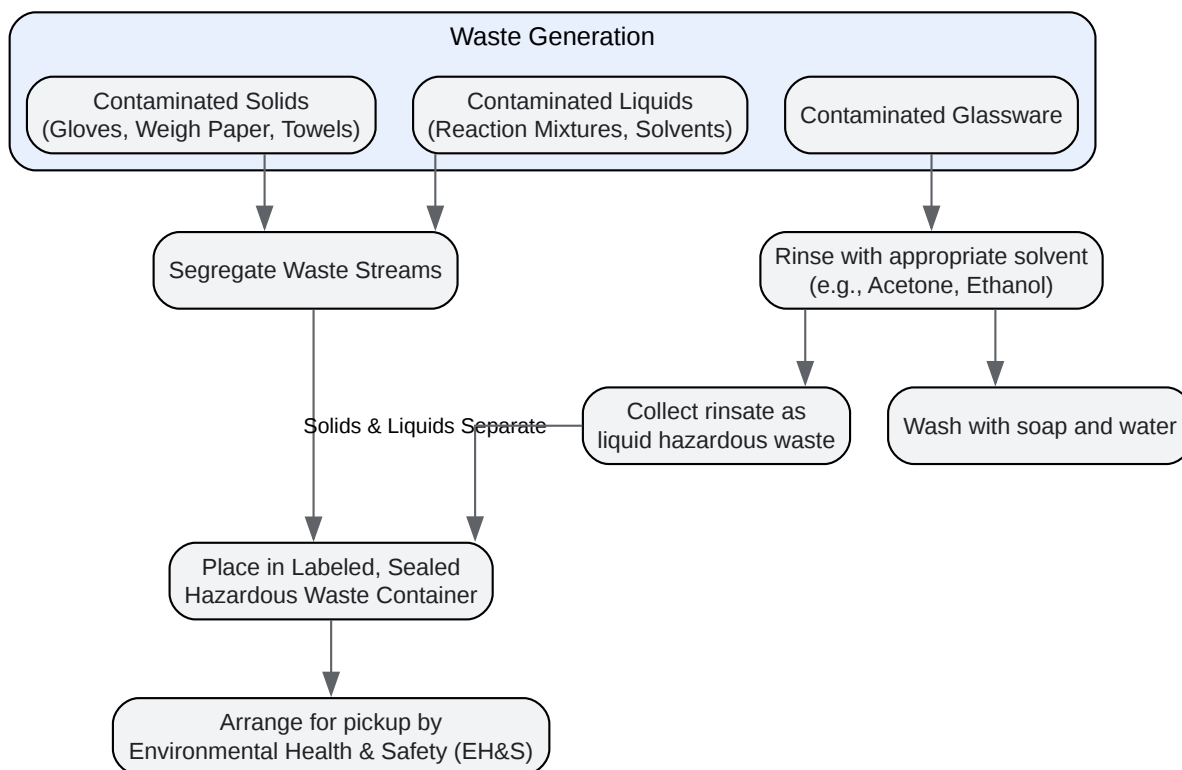 Waste Generation
Contaminated Solids
(Gloves, Weigh Paper, Towels)
Contaminated Liquids
(Reaction Mixtures, Solvents)
Contaminated Glassware
Segregate Waste Streams
Rinse with appropriate solvent
(e.g., Acetone, Ethanol)
Solids & Liquids Separate
Collect rinsate as
liquid hazardous waste
Wash with soap and water
Place in Labeled, Sealed
Hazardous Waste Container
Arrange for pickup by
Environmental Health & Safety (EH&S)